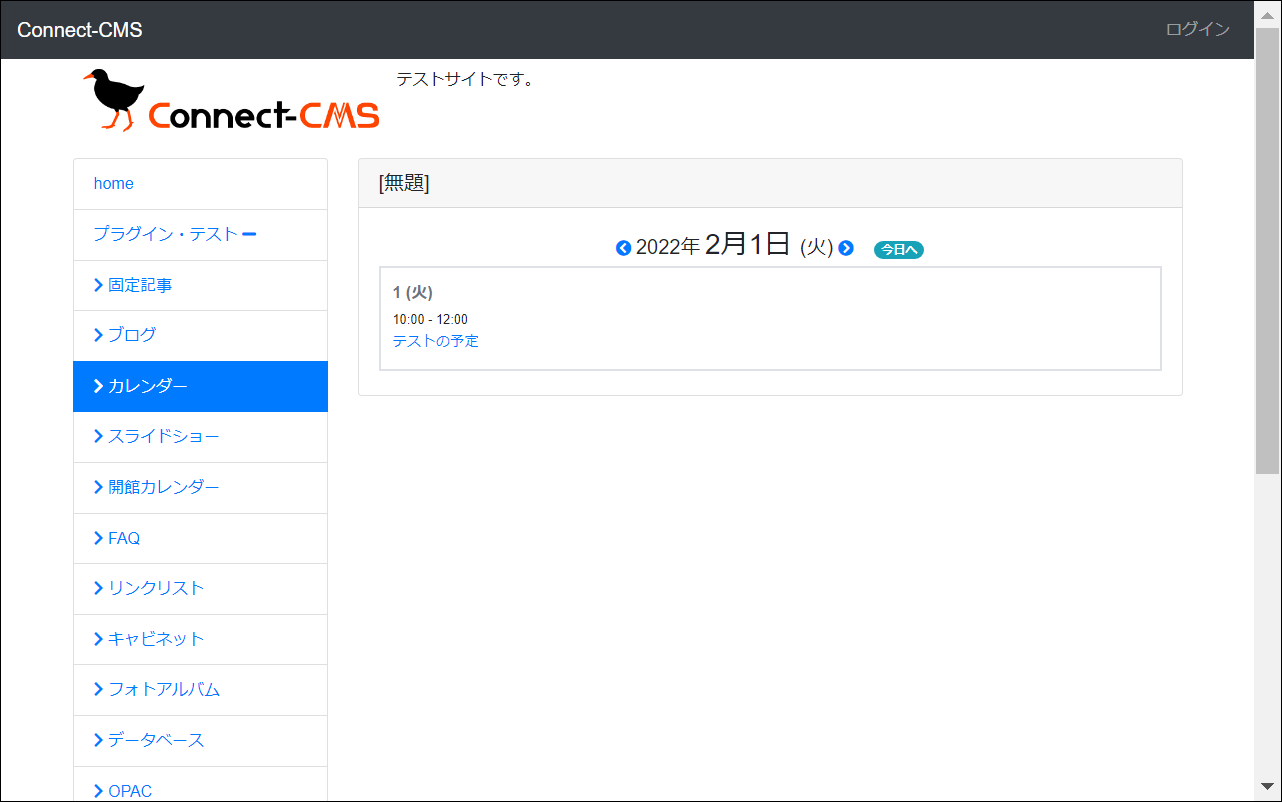 Connect-CMS
ログイン
Connect-CMS
テストサイトです。
home
プラグイン・テスト
固定記事
ブログ
カレンダー
スライドショー
開館カレンダー
FAQ
リンクリスト
キャビネット
フォトアルバム
データベース
OPAC
[無題]
2022年 2月1日 (火) 今日へ
1 (火)
10:00 - 12:00
テストの予定